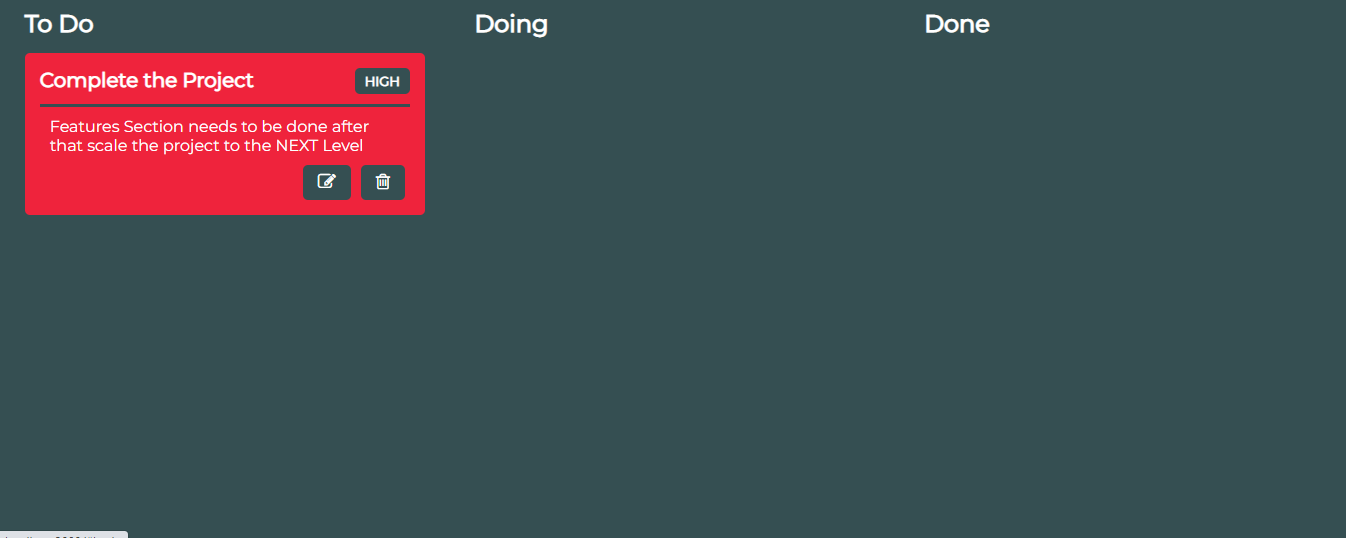 To Do
Doing
Done
Complete the Project
HIGH
Features Section needs to be done after
that scale the project to the NEXT Level